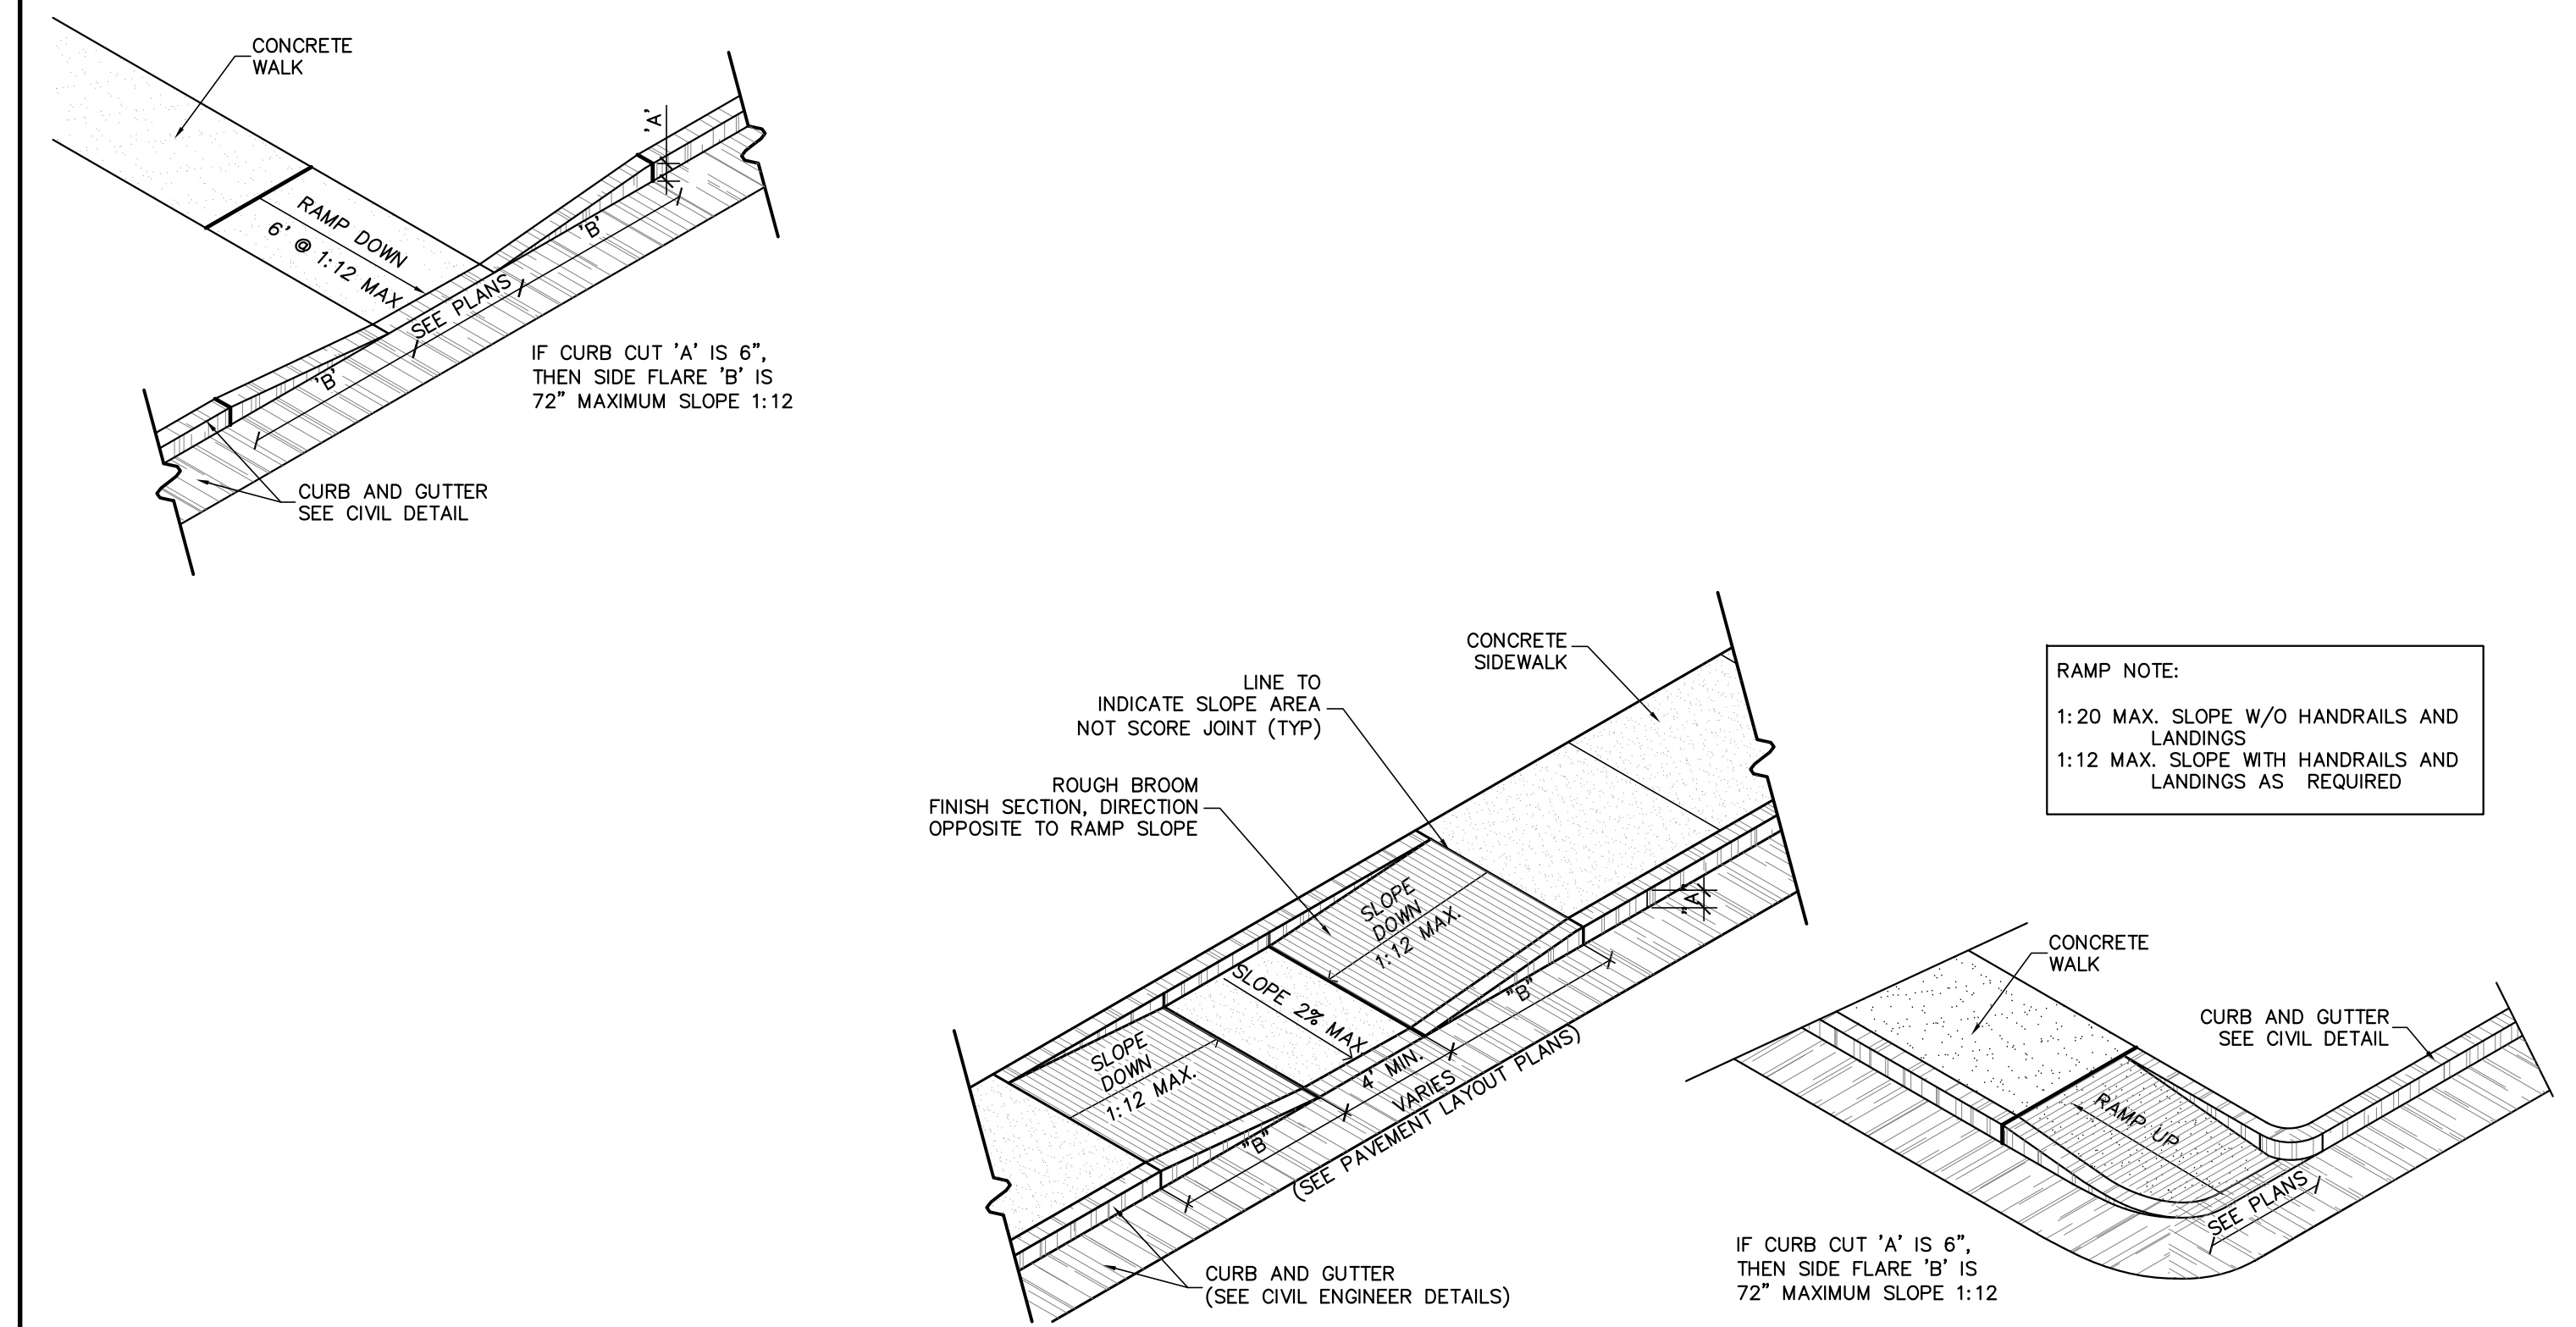 CONCRETE
WALK
'A'
RAMP DOWN
6' @ 1:12 MAX
'B'
SEE PLANS
'B'
IF CURB CUT 'A' IS 6",
THEN SIDE FLARE 'B' IS
72" MAXIMUM SLOPE 1:12
CURB AND GUTTER
SEE CIVIL DETAIL
CONCRETE
SIDEWALK
LINE TO
INDICATE SLOPE AREA
NOT SCORE JOINT (TYP)
ROUGH BROOM
FINISH SECTION, DIRECTION
OPPOSITE TO RAMP SLOPE
SLOPE
DOWN
1:12 MAX.
"A"
SLOPE 2% MAX.
"B"
SLOPE
DOWN
1:12 MAX.
4' MIN.
VARIES
(SEE PAVEMENT LAYOUT PLANS)
"B"
CURB AND GUTTER
(SEE CIVIL ENGINEER DETAILS)
RAMP NOTE:
1:20 MAX. SLOPE W/O HANDRAILS AND
LANDINGS
1:12 MAX. SLOPE WITH HANDRAILS AND
LANDINGS AS REQUIRED
CONCRETE
WALK
CURB AND GUTTER
SEE CIVIL DETAIL
RAMP UP
SEE PLANS
IF CURB CUT 'A' IS 6",
THEN SIDE FLARE 'B' IS
72" MAXIMUM SLOPE 1:12